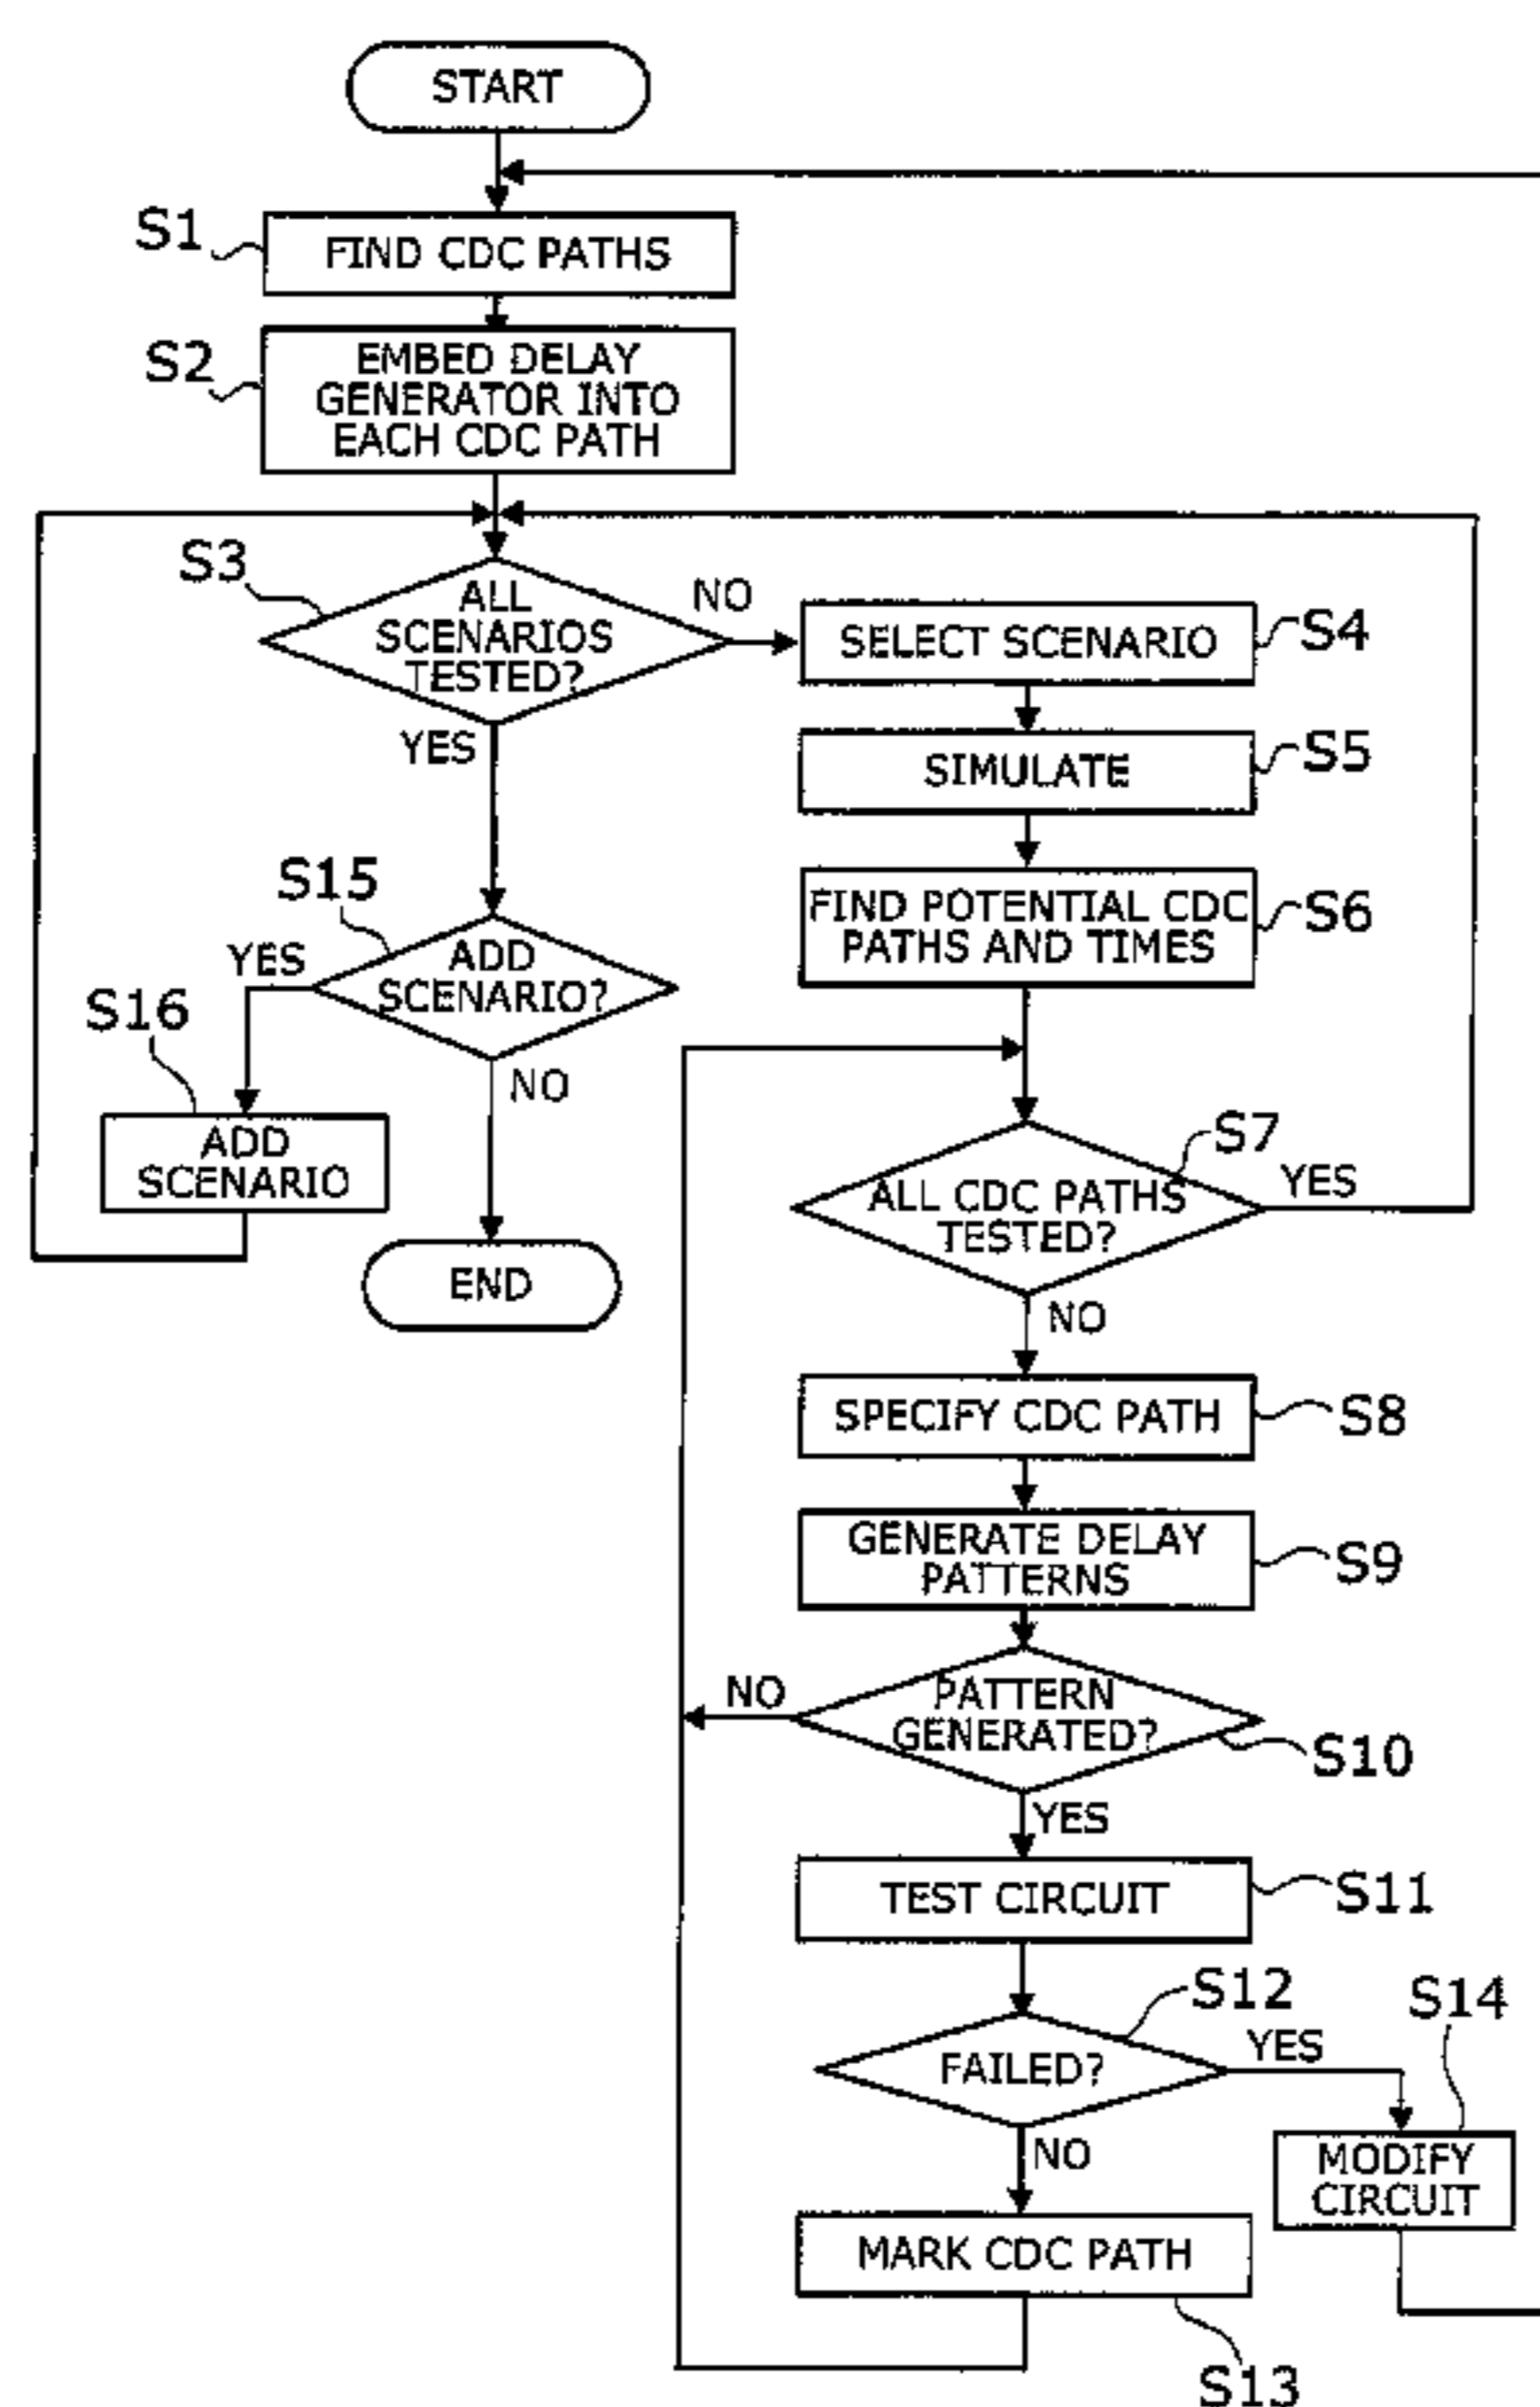 START
S1
FIND CDC PATHS
S2
EMBED DELAY
GENERATOR INTO
EACH CDC PATH
S3
ALL
SCENARIOS
TESTED?
NO
YES
SELECT SCENARIO
S4
SIMULATE
S5
FIND POTENTIAL CDC
PATHS AND TIMES
S6
S15
ADD
SCENARIO?
YES
NO
S16
ADD
SCENARIO
END
S7
ALL CDC PATHS
TESTED?
YES
NO
SPECIFY CDC PATH
S8
GENERATE DELAY
PATTERNS
S9
PATTERN
GENERATED?
NO
S10
YES
TEST CIRCUIT
S11
S12
FAILED?
YES
NO
S14
MODIFY
CIRCUIT
MARK CDC PATH
S13